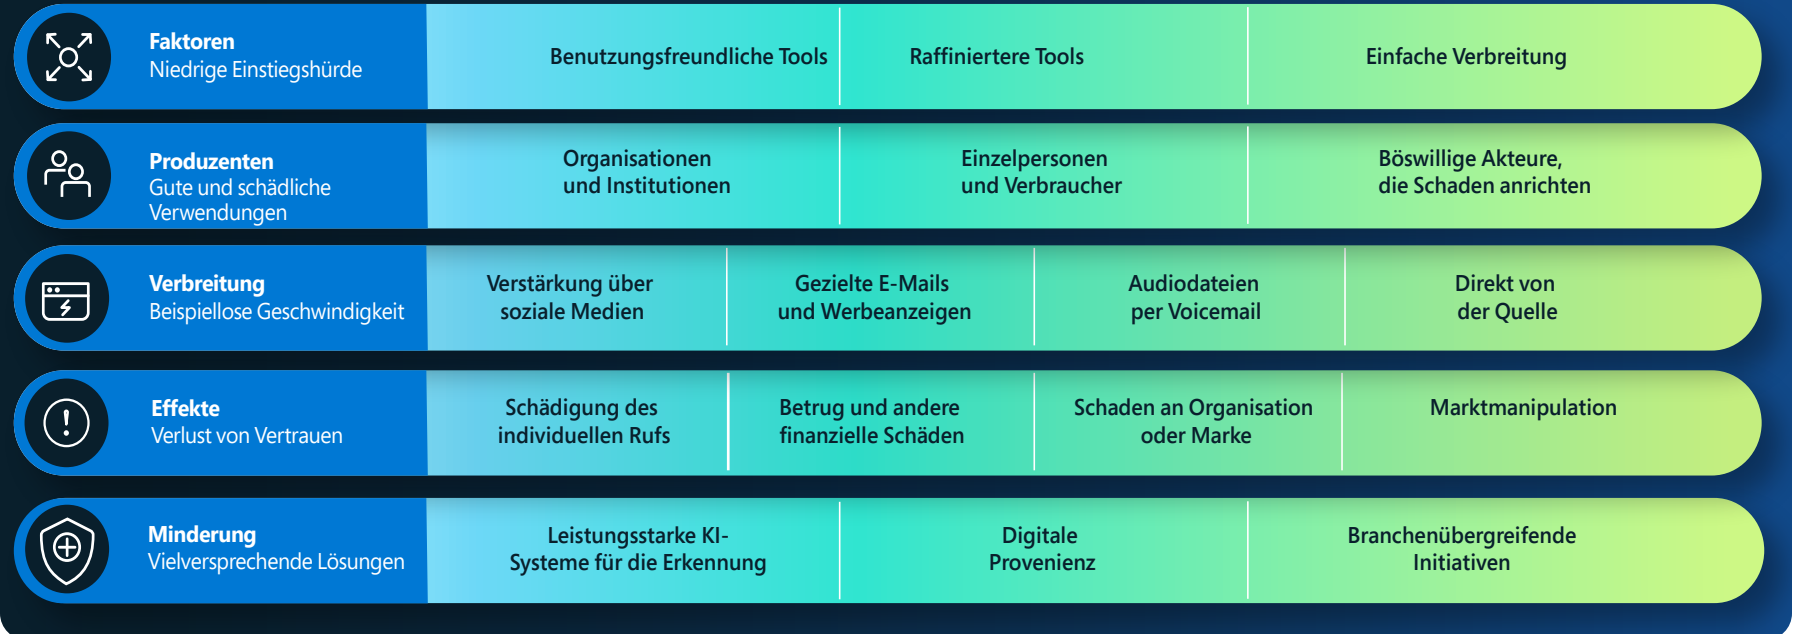 Faktoren
Niedrige Einstiegshürde
Benutzungsfreundliche Tools
Raffiniertere Tools
Einfache Verbreitung
Produzenten
Gute und schädliche
Verwendungen
Organisationen
und Institutionen
Einzelpersonen
und Verbraucher
Böswillige Akteure,
die Schaden anrichten
Verbreitung
Beispiellose Geschwindigkeit
Verstärkung über
soziale Medien
Gezielte E-Mails
und Werbeanzeigen
Audiodateien
per Voicemail
Direkt von
der Quelle
Effekte
Verlust von Vertrauen
Schädigung des
individuellen Rufs
Betrug und andere
finanzielle Schäden
Schaden an Organisation
oder Marke
Marktmanipulation
Minderung
Vielversprechende Lösungen
Leistungsstarke KI-
Systeme für die Erkennung
Digitale
Provenienz
Branchenübergreifende
Initiativen